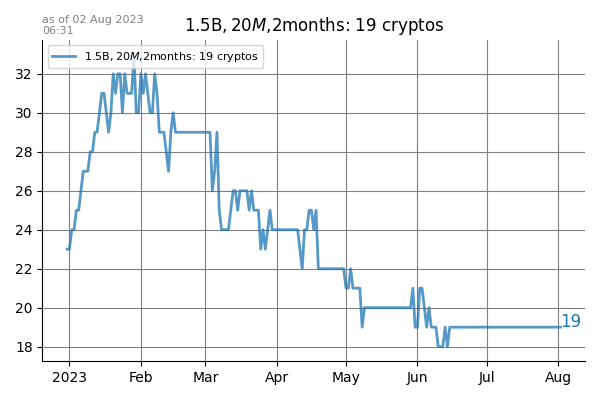 as of 02 Aug 2023
06:31
1.5B, 20M,2months: 19 cryptos
1.5B, 20M,2months: 19 cryptos
32
30
28
26
24
22
20
18
19
2023 Feb Mar Apr May Jun Jul Aug